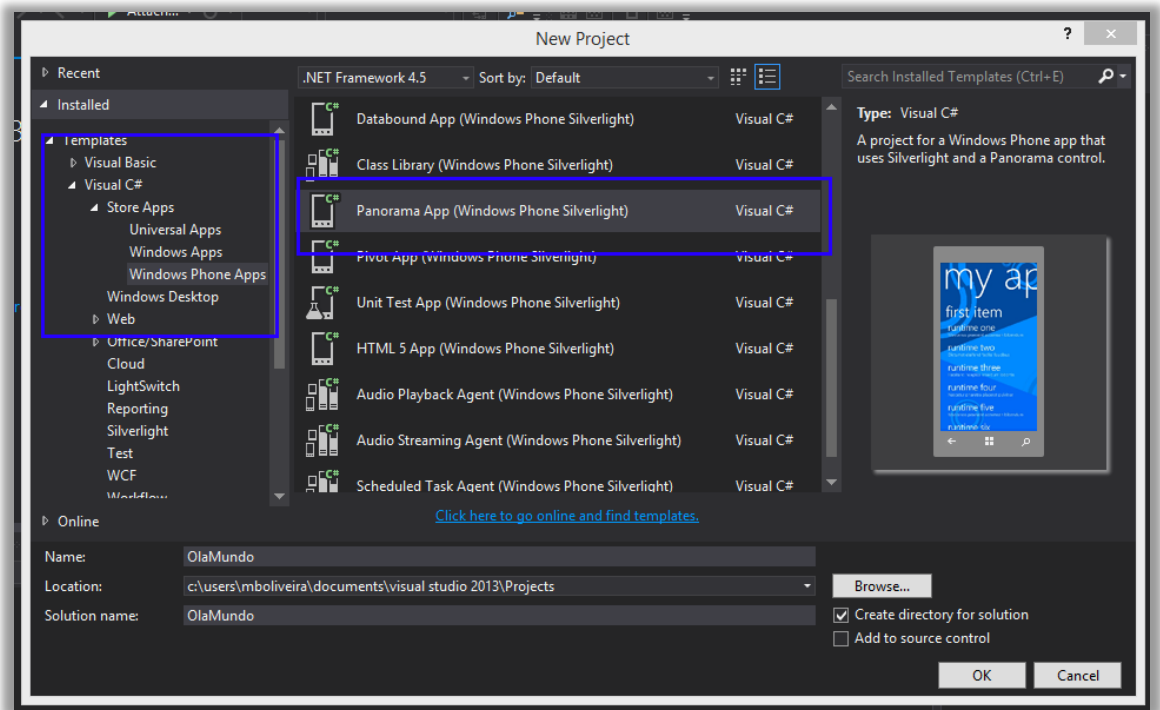 Attach...
New Project
?
Recent
.NET Framework 4.5
Sort by: Default
Search Installed Templates (Ctrl+E)
Installed
Templates
Visual Basic
Visual C#
Store Apps
Universal Apps
Windows Apps
Windows Phone Apps
Windows Desktop
Web
Office/SharePoint
Cloud
LightSwitch
Reporting
Silverlight
Test
WCF
Workflow
Online
C#
Databound App (Windows Phone Silverlight) Visual C#
C#
Class Library (Windows Phone Silverlight) Visual C#
C#
Panorama App (Windows Phone Silverlight) Visual C#
C#
Pivot App (Windows Phone Silverlight) Visual C#
C#
Unit Test App (Windows Phone Silverlight) Visual C#
C#
HTML 5 App (Windows Phone Silverlight) Visual C#
C#
Audio Playback Agent (Windows Phone Silverlight) Visual C#
C#
Audio Streaming Agent (Windows Phone Silverlight) Visual C#
C#
Scheduled Task Agent (Windows Phone Silverlight) Visual C#
Click here to go online and find templates.
Type: Visual C#
A project for a Windows Phone app that
uses Silverlight and a Panorama control.
my ap
first item
runtime one
runtime two
runtime three
runtime four
runtime five
runtime six
Name: OlaMundo
Location: c:\users\mboliveira\documents\visual studio 2013\Projects
Browse...
Solution name: OlaMundo
Create directory for solution
Add to source control
OK
Cancel